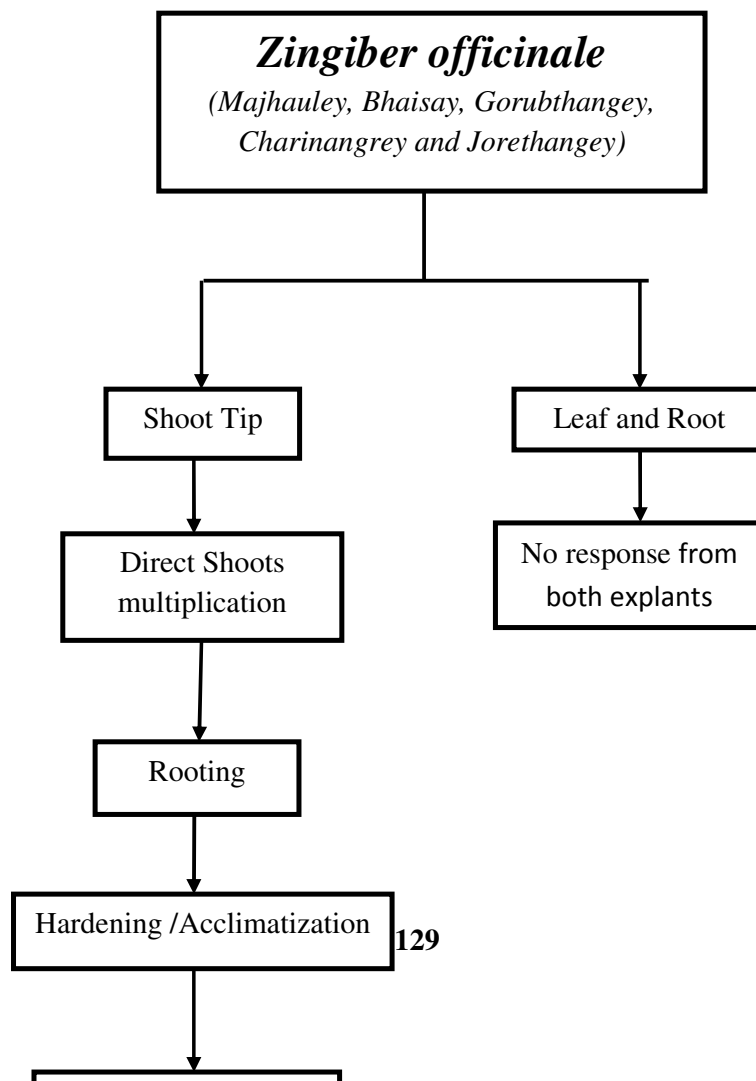 Zingiber officinale
(Majhauley, Bhaisay, Gorubthangey,
Charinangrey and Jorethangey)
Shoot Tip
Leaf and Root
Direct Shoots
multiplication
No response from
both explants
Rooting
Hardening /Acclimatization
129